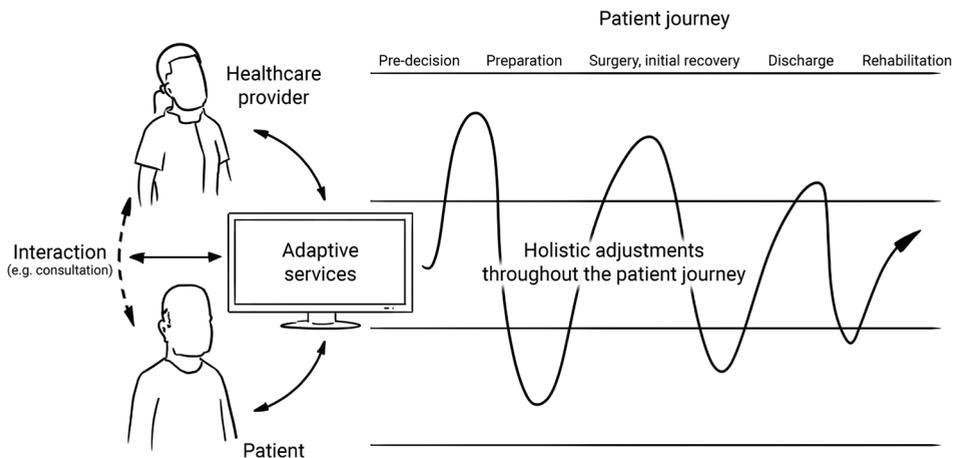 Patient journey
Pre-decision Preparation Surgery, initial recovery Discharge Rehabilitation
Healthcare
provider
Interaction
(e.g. consultation)
Adaptive
services
Holistic adjustments
throughout the patient journey
Patient